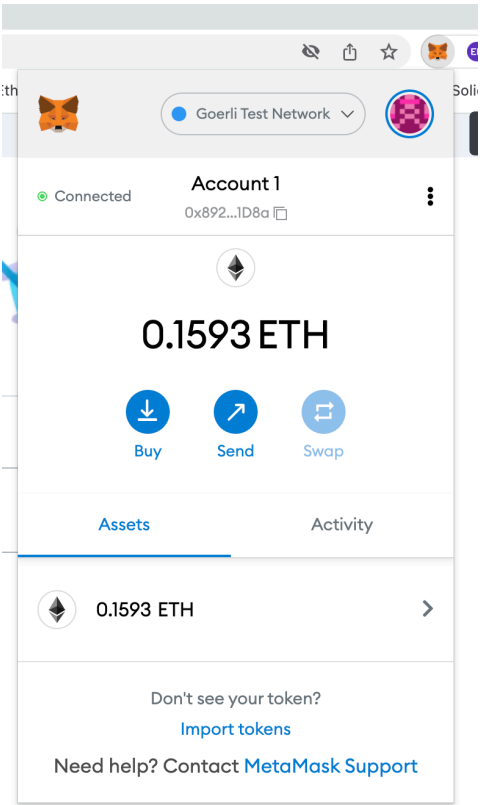 Goerli Test Network
Connected
Account 1
0x892...1D8a
0.1593 ETH
Buy
Send
Swap
Assets
Activity
0.1593 ETH
Don't see your token?
Import tokens
Need help? Contact MetaMask Support